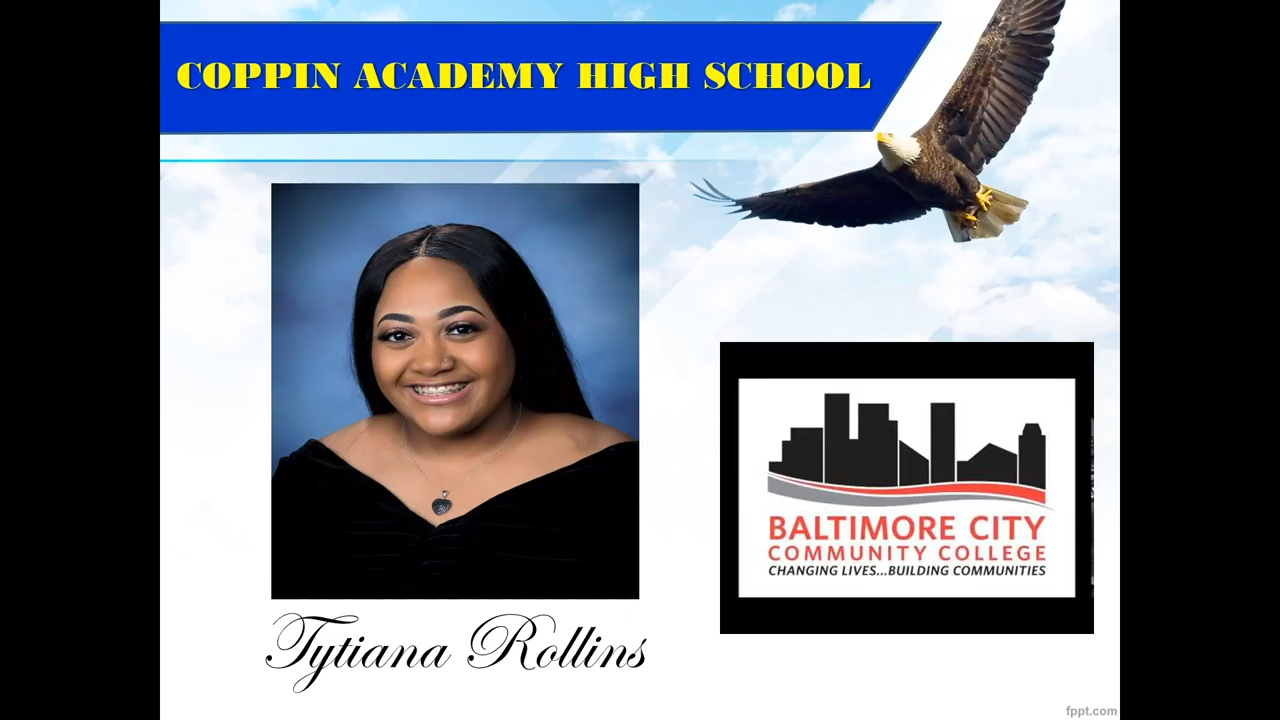 COPPIN ACADEMY HIGH SCHOOL
BALTIMORE CITY
COMMUNITY COLLEGE
CHANGING LIVES...BUILDING COMMUNITIES
Tytiana Rollins
fppt.com